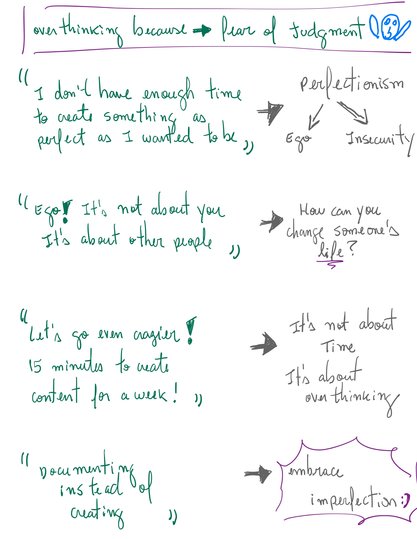 overthinking because → Fear of Judgment
"I don't have enough time
to create something as
perfect as I wanted to be"
→ Perfectionism
Ego Insecurity
"Ego! It's not about you
It's about other people"
→ How can you
change someone's
life?
"Let's go even crazier!
15 minutes to create
content for a week!"
→ It's not about
Time
It's about
overthinking
"Documenting
instead of
creating"
→ embrace
imperfection :)